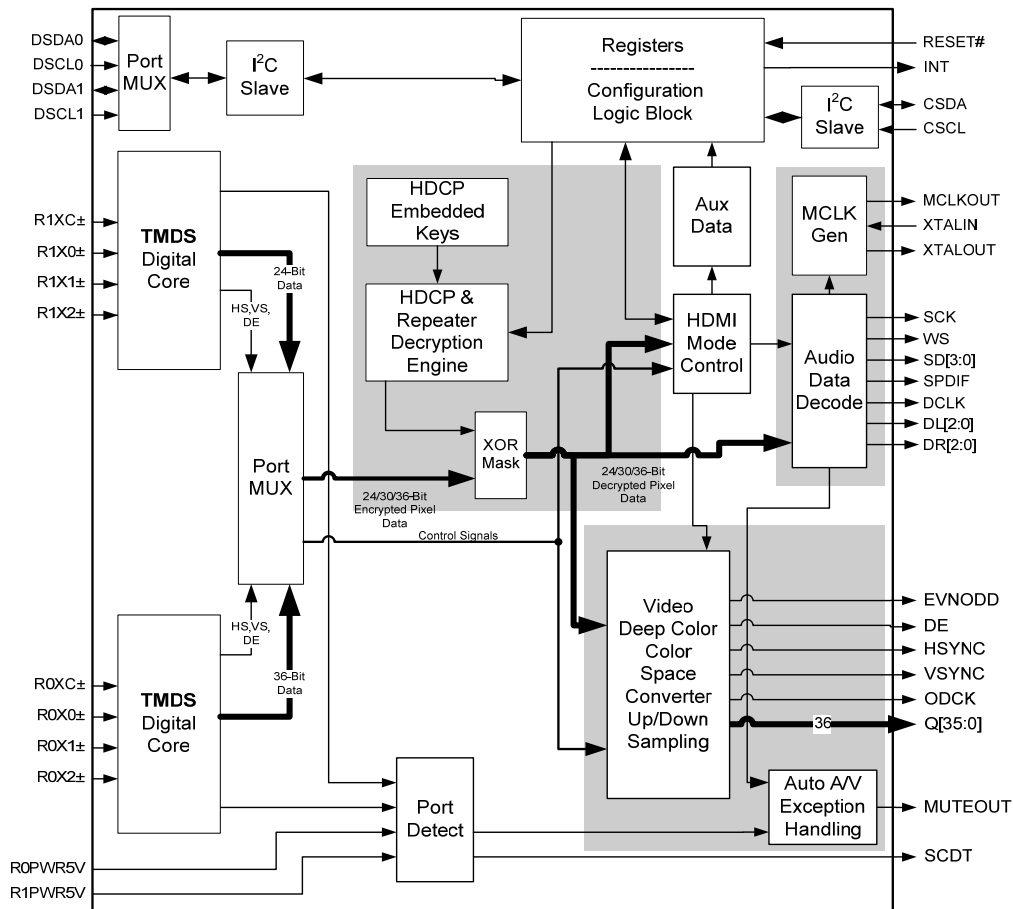 DSDA0
DSCL0
DSDA1
DSCL1
Port
MUX
I2C
Slave
Registers
--------------
Configuration
Logic Block
RESET#
INT
I2C
Slave
CSDA
CSCL
R1XC±
R1X0±
R1X1±
R1X2±
TMDS
Digital
Core
24-Bit
Data
HS,VS,
DE
HDCP
Embedded
Keys
HDCP &
Repeater
Decryption
Engine
XOR
Mask
Aux
Data
HDMI
Mode
Control
MCLK
Gen
MCLKOUT
XTALIN
XTALOUT
Audio
Data
Decode
SCK
WS
SD[3:0]
SPDIF
DCLK
DL[2:0]
DR[2:0]
Port
MUX
24/30/36-Bit
Encrypted Pixel
Data
24/30/36-Bit
Decrypted Pixel
Data
Control Signals
HS,VS,
DE
36-Bit
Data
R0XC±
R0X0±
R0X1±
R0X2±
TMDS
Digital
Core
Video
Deep Color
Color
Space
Converter
Up/Down
Sampling
EVNODD
DE
HSYNC
VSYNC
ODCK
36
Q[35:0]
Port
Detect
Auto A/V
Exception
Handling
MUTEOUT
SCDT
R0PWR5V
R1PWR5V